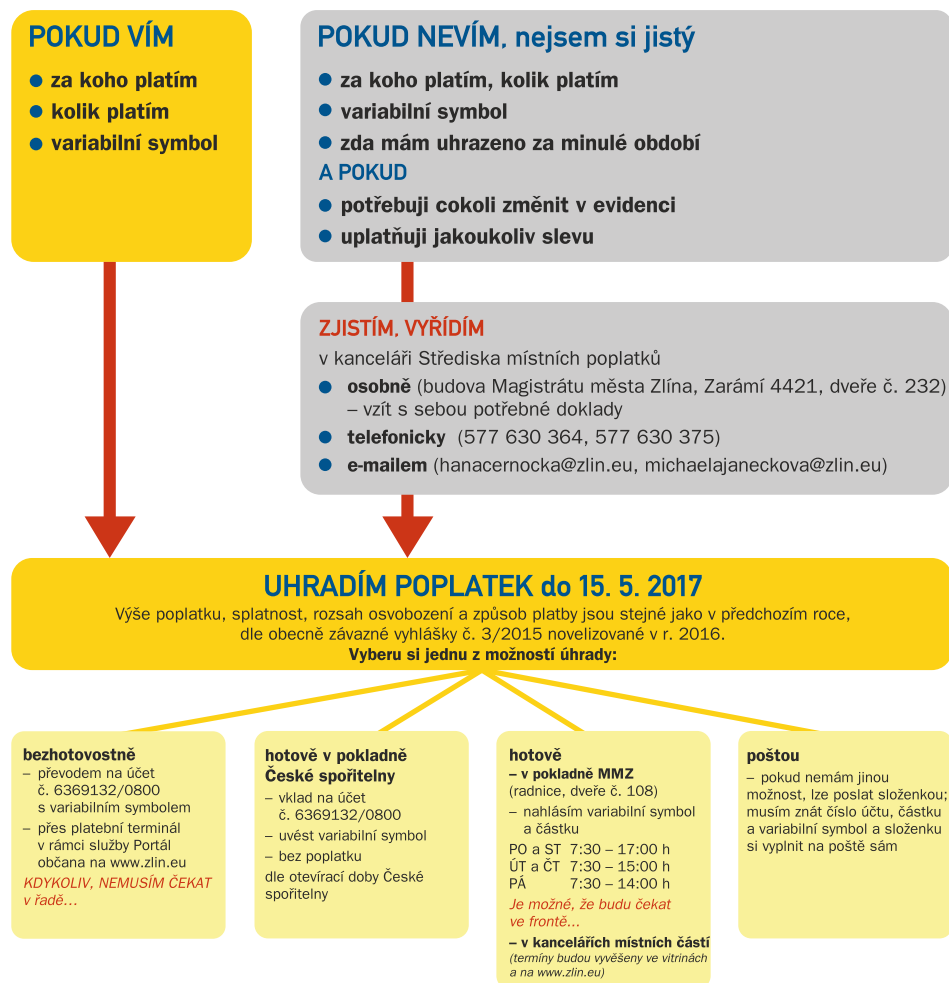 POKUD VÍM
● za koho platím
● kolik platím
● variabilní symbol
POKUD NEVÍM, nejsem si jistý
● za koho platím, kolik platím
● variabilní symbol
● zda mám uhrazeno za minulé období
A POKUD
● potřebuji cokoli změnit v evidenci
● uplatňuji jakoukoliv slevu
ZJISTÍM, VYŘÍDÍM
v kanceláři Střediska místních poplatků
● osobně (budova Magistrátu města Zlína, Zarámí 4421, dveře č. 232)
– vzít s sebou potřebné doklady
● telefonicky (577 630 364, 577 630 375)
● e-mailem (hanacernocka@zlin.eu, michaelajaneckova@zlin.eu)
UHRADÍM POPLATEK do 15. 5. 2017
Výše poplatku, splatnost, rozsah osvobození a způsob platby jsou stejné jako v předchozím roce,
dle obecně závazné vyhlášky č. 3/2015 novelizované v r. 2016.
Vyberu si jednu z možností úhrady:
bezhotovostně
– převodem na účet
č. 6369132/0800
s variabilním symbolem
– přes platební terminál
v rámci služby Portál
občana na www.zlin.eu
KDYKOLIV, NEMUSÍM ČEKAT
v řadě...
hotově v pokladně
České spořitelny
– vklad na účet
č. 6369132/0800
– uvést variabilní symbol
– bez poplatku
dle otevírací doby České
spořitelny
hotově
– v pokladně MMZ
(radnice, dveře č. 108)
– nahlásím variabilní symbol
a částku
PO a ST 7:30 – 17:00 h
ÚT a ČT 7:30 – 15:00 h
PÁ 7:30 – 14:00 h
Je možné, že budu čekat
ve frontě...
– v kancelářích místních částí
(termíny budou vyvěšeny ve vitrinách
a na www.zlin.eu)
poštou
– pokud nemám jinou
možnost, lze poslat složenkou;
musím znát číslo účtu, částku
a variabilní symbol a složenku
si vyplnit na poště sám